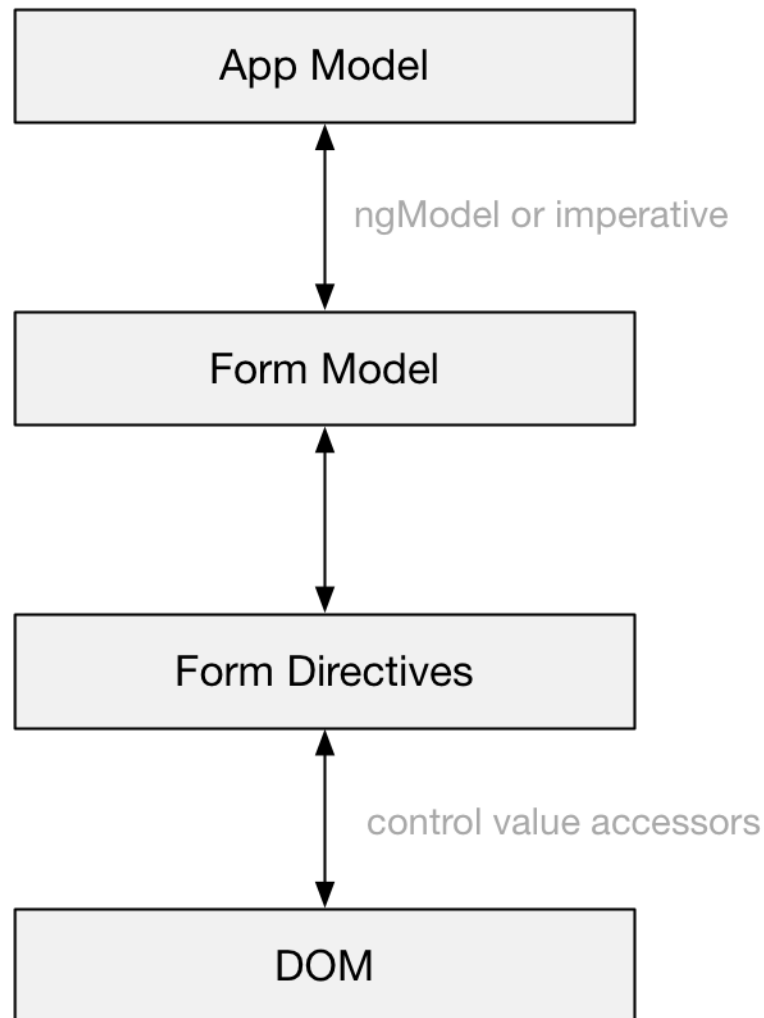 App Model
ngModel or imperative
Form Model
Form Directives
control value accessors
DOM